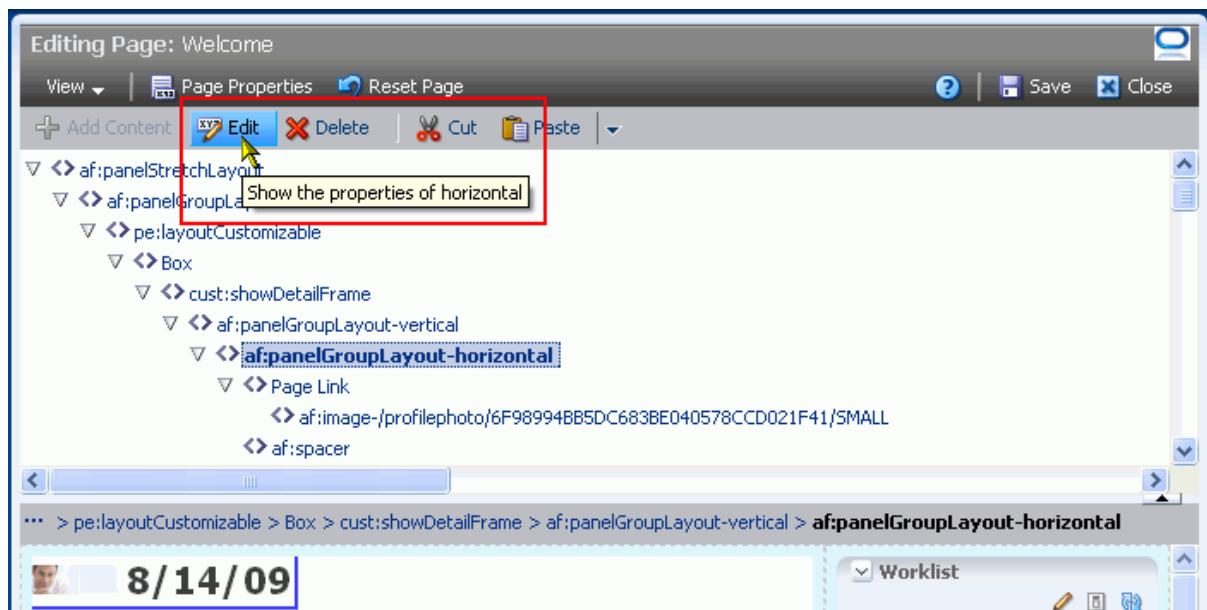 Editing Page: Welcome
View Page Properties Reset Page ? Save Close
Add Content Edit Delete Cut Paste
<> af:panelStretchLayout
Show the properties of horizontal
<> af:panelGroupLa
<> pe:layoutCustomizable
<> Box
<> cust:showDetailFrame
<> af:panelGroupLayout-vertical
<> af:panelGroupLayout-horizontal
<> Page Link
<> af:image-/profilephoto/6F98994BB5DC683BE040578CCD021F41/SMALL
<> af:spacer
... > pe:layoutCustomizable > Box > cust:showDetailFrame > af:panelGroupLayout-vertical > af:panelGroupLayout-horizontal
8/14/09
Worklist